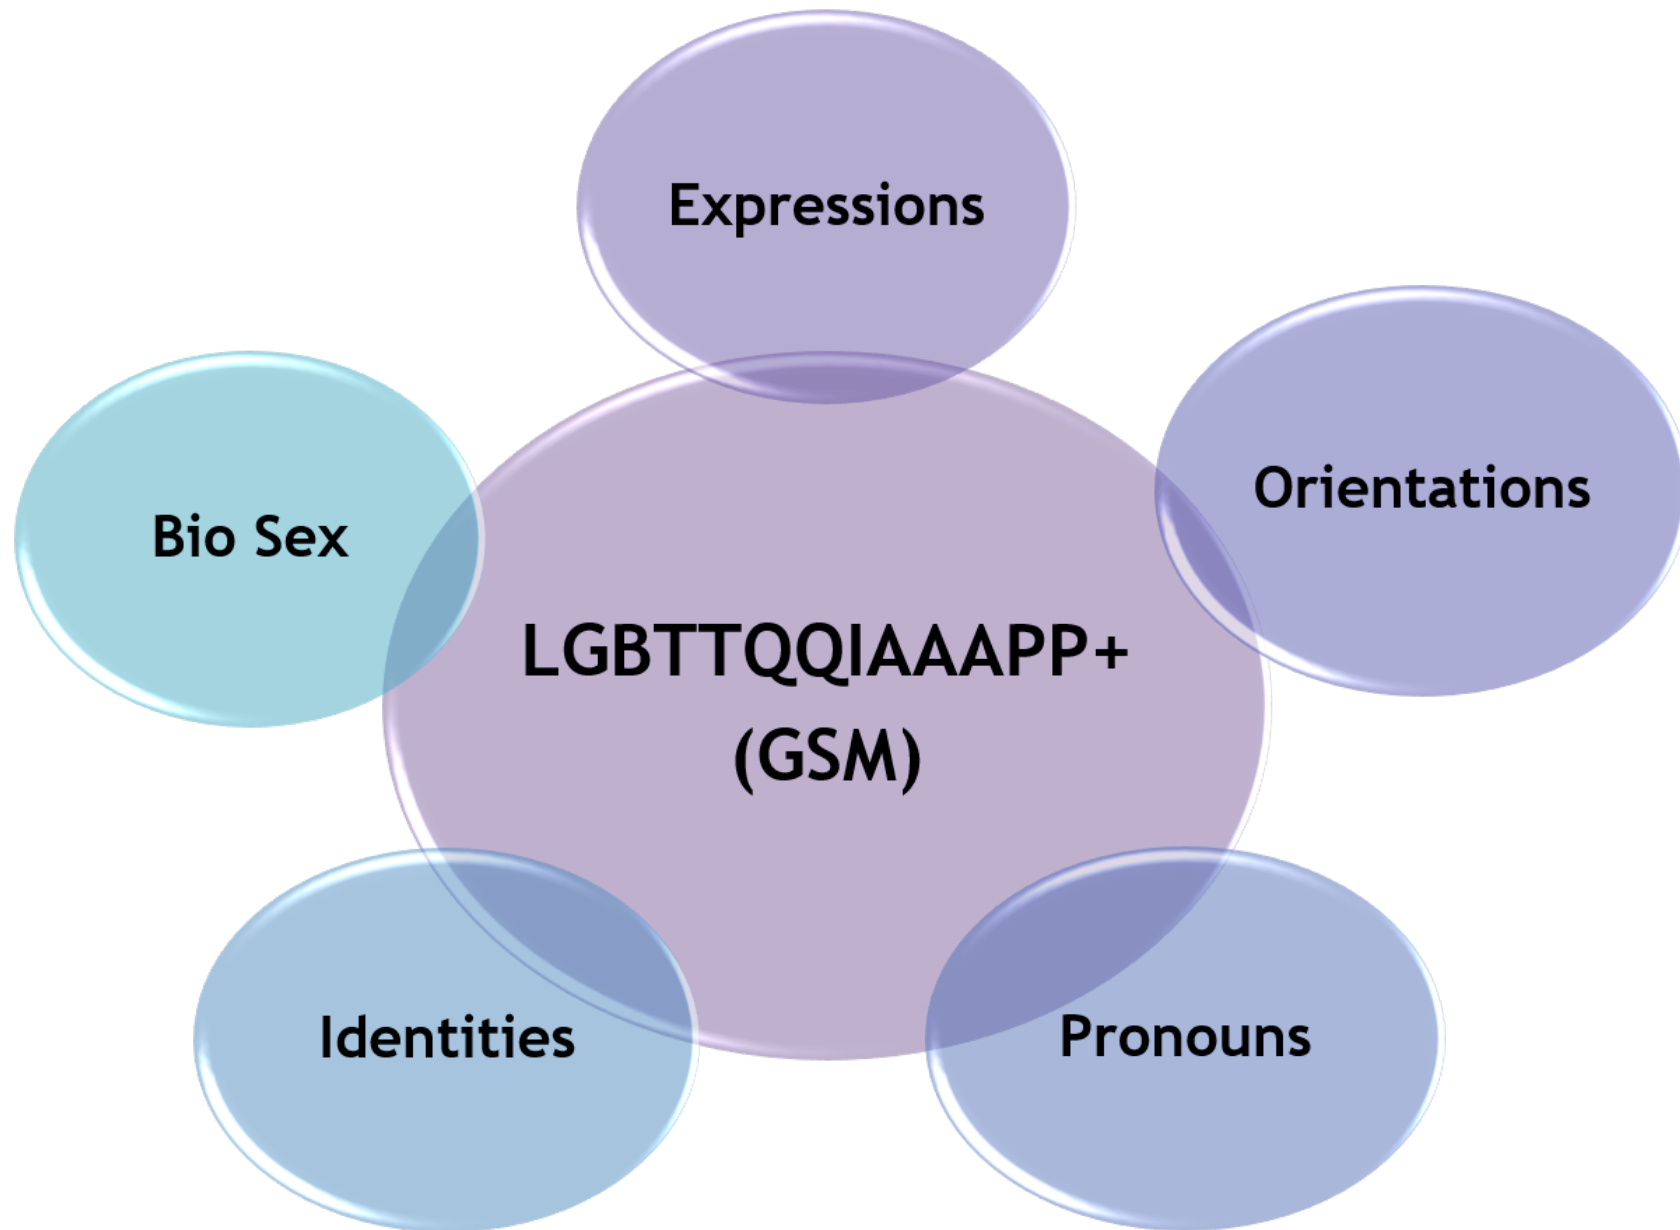 Expressions
Orientations
Bio Sex
LGBTTQQIAAAPP+
(GSM)
Identities
Pronouns